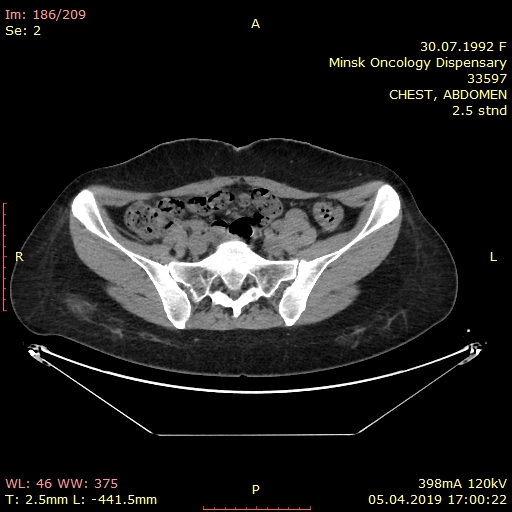 Im: 186/209
Se: 2
A
30.07.1992 F
Minsk Oncology Dispensary
33597
CHEST, ABDOMEN
2.5 stnd
R
L
WL: 46 WW: 375
T: 2.5mm L: -441.5mm
P
398mA 120kV
05.04.2019 17:00:22